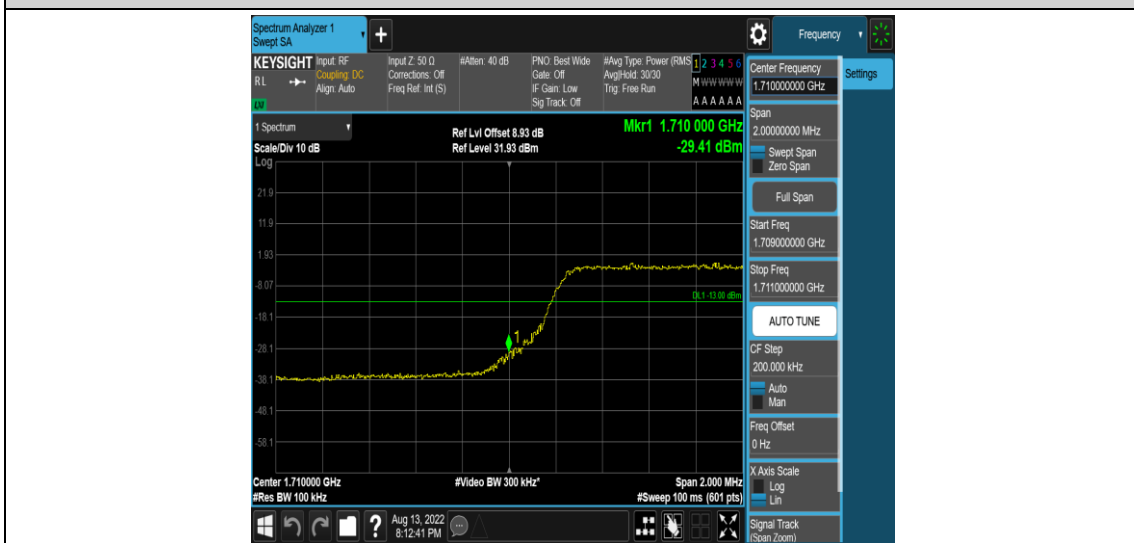 Spectrum Analyzer 1
Swept SA
+
Frequency
KEYSIGHT
RL
LXI
Input: RF
Coupling: DC
Align: Auto
Input Z: 50 Ω
Corrections: Off
Freq Ref: Int (S)
#Atten: 40 dB
PNO: Best Wide
Gate: Off
IF Gain: Low
Sig Track: Off
#Avg Type: Power (RMS
Avg|Hold: 30/30
Trig: Free Run
1 2 3 4 5 6
M W W W W W
A A A A A A
Center Frequency
1.710000000 GHz
Settings
1 Spectrum
Scale/Div 10 dB
Ref Lvl Offset 8.93 dB
Ref Level 31.93 dBm
Mkr1 1.710 000 GHz
-29.41 dBm
Span
2.00000000 MHz
Swept Span
Zero Span
Full Span
Start Freq
1.709000000 GHz
Stop Freq
1.711000000 GHz
AUTO TUNE
CF Step
200.000 kHz
Auto
Man
Freq Offset
0 Hz
X Axis Scale
Log
Lin
Signal Track
(Span Zoom)
Log
21.9
11.9
1.93
-8.07
DL1 -13.00 dBm
-18.1
1
-28.1
-38.1
-48.1
-58.1
Center 1.710000 GHz
#Video BW 300 kHz*
Span 2.000 MHz
#Res BW 100 kHz
#Sweep 100 ms (601 pts)
?
Aug 13, 2022
8:12:41 PM